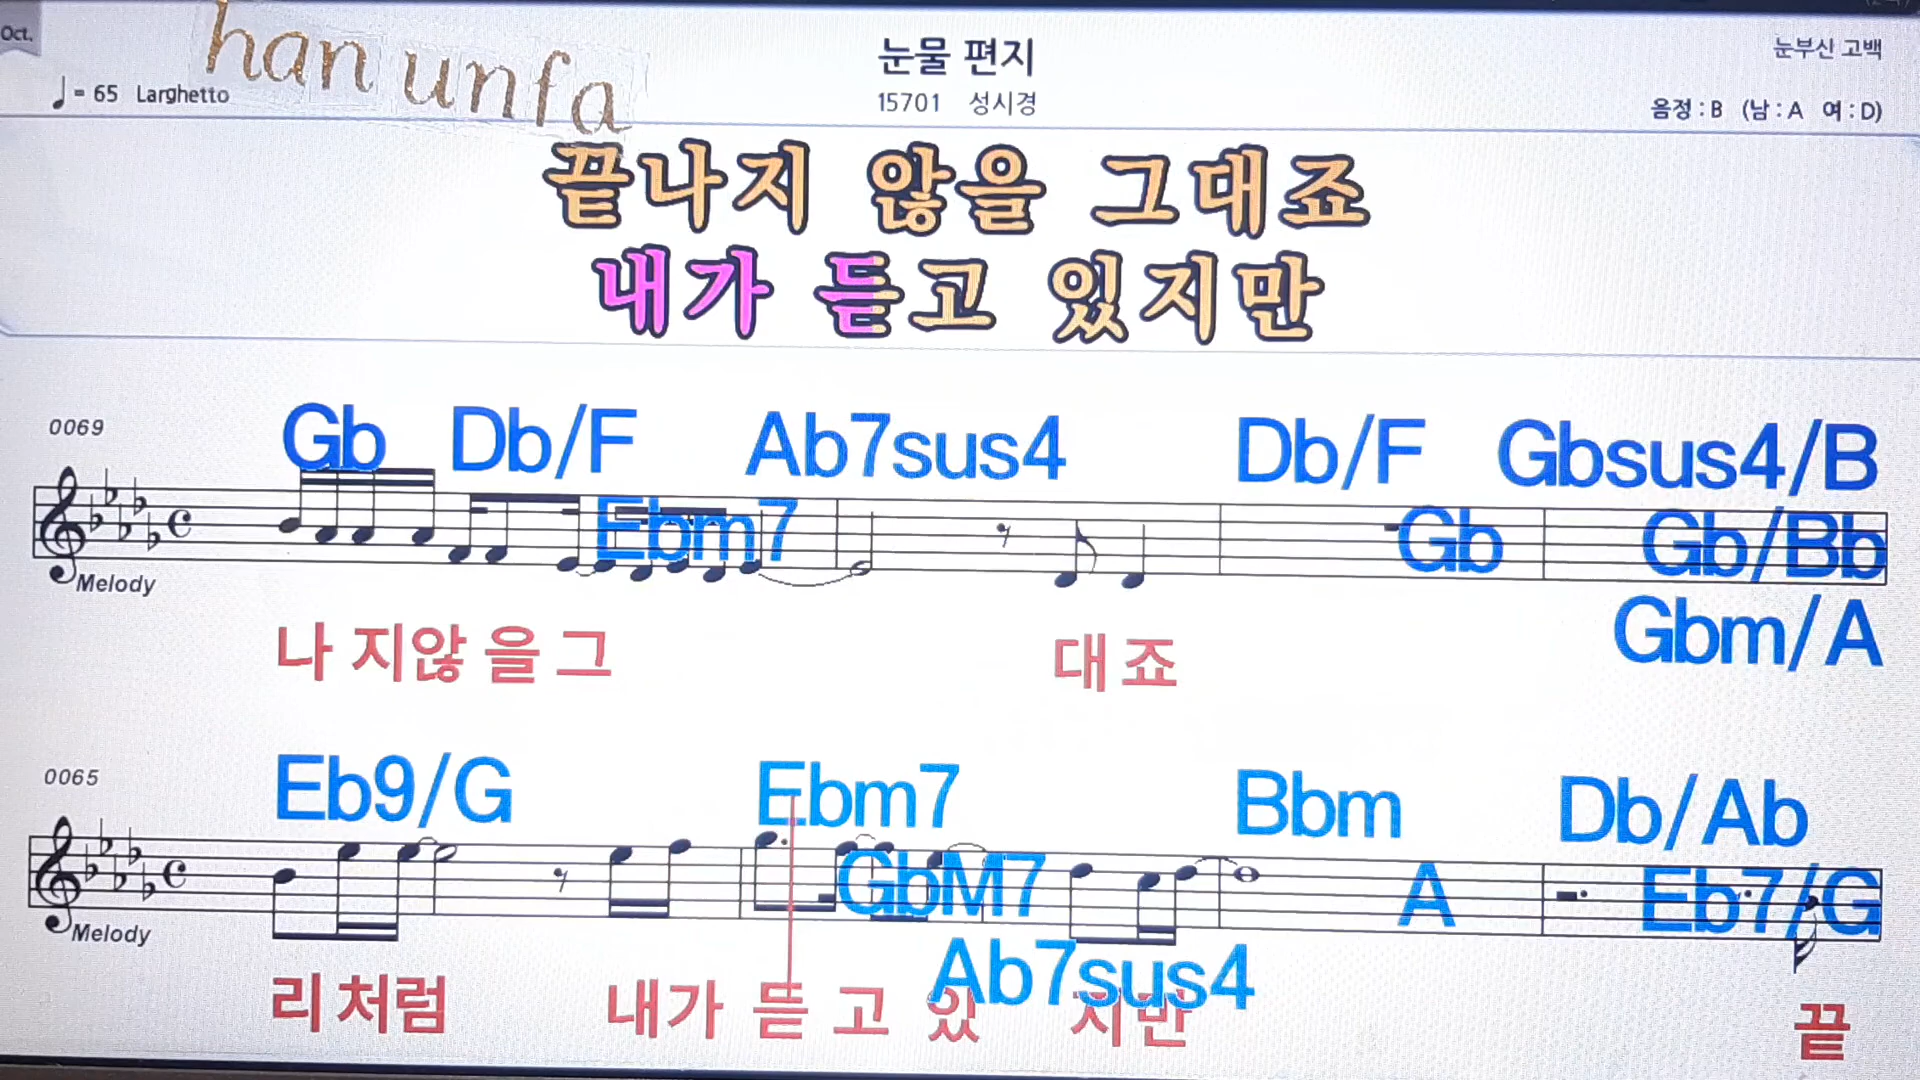 Oct.
han unfa
눈물 편지
눈부신 고백
♩= 65 Larghetto
15701 성시경
음정 : B (남 : A 여 : D)
끝나지 않을 그대죠
내가 듣고 있지만
0069
Gb Db/F Ab7sus4 Db/F Gbsus4/B
Ebm7 Gb Gb/Bb
Melody
Gbm/A
나 지않 을 그 대 죠
0065
Eb9/G Ebm7 Bbm Db/Ab
GbM7 A Eb7/G
Melody
Ab7sus4
리 처럼 내가 듣 고 있 지만 끝